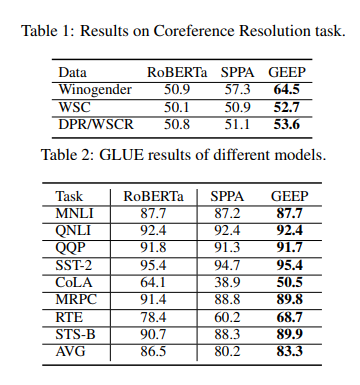 Table 1: Results on Coreference Resolution task.
Data RoBERTa SPPA GEEP
Winogender 50.9 57.3 64.5
WSC 50.1 50.9 52.7
DPR/WSCR 50.8 51.1 53.6
Table 2: GLUE results of different models.
Task RoBERTa SPPA GEEP
MNLI 87.7 87.2 87.7
QNLI 92.4 92.4 92.4
QQP 91.8 91.3 91.7
SST-2 95.4 94.7 95.4
CoLA 64.1 38.9 50.5
MRPC 91.4 88.8 89.8
RTE 78.4 60.2 68.7
STS-B 90.7 88.3 89.9
AVG 86.5 80.2 83.3